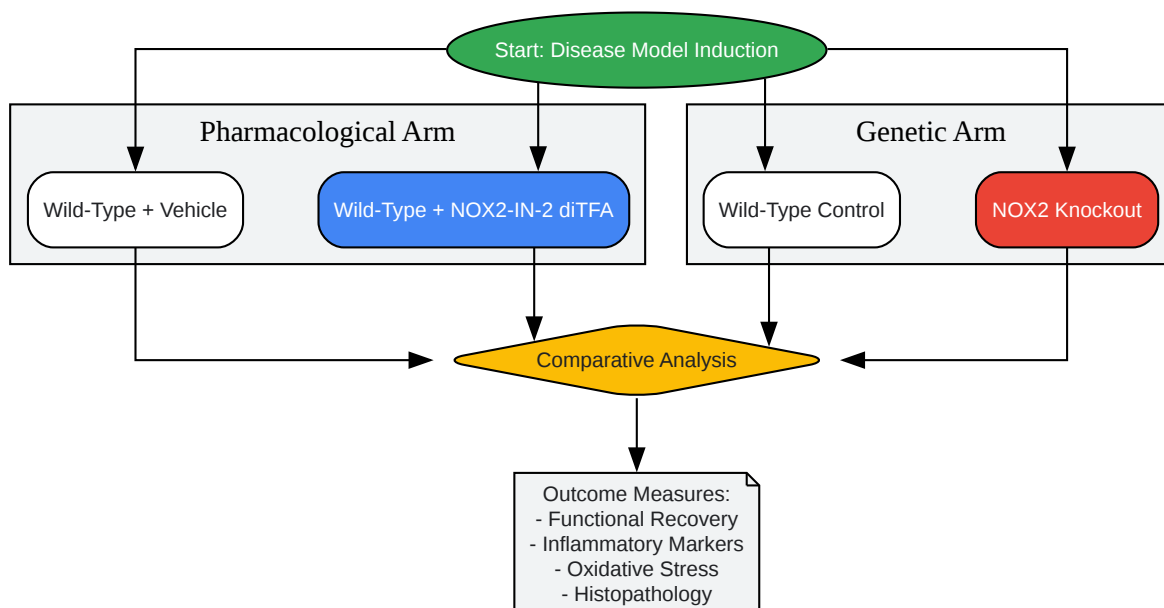 Start: Disease Model Induction
Pharmacological Arm
Genetic Arm
Wild-Type + Vehicle
Wild-Type + NOX2-IN-2 diTFA
Wild-Type Control
NOX2 Knockout
Comparative Analysis
Outcome Measures:
- Functional Recovery
- Inflammatory Markers
- Oxidative Stress
- Histopathology